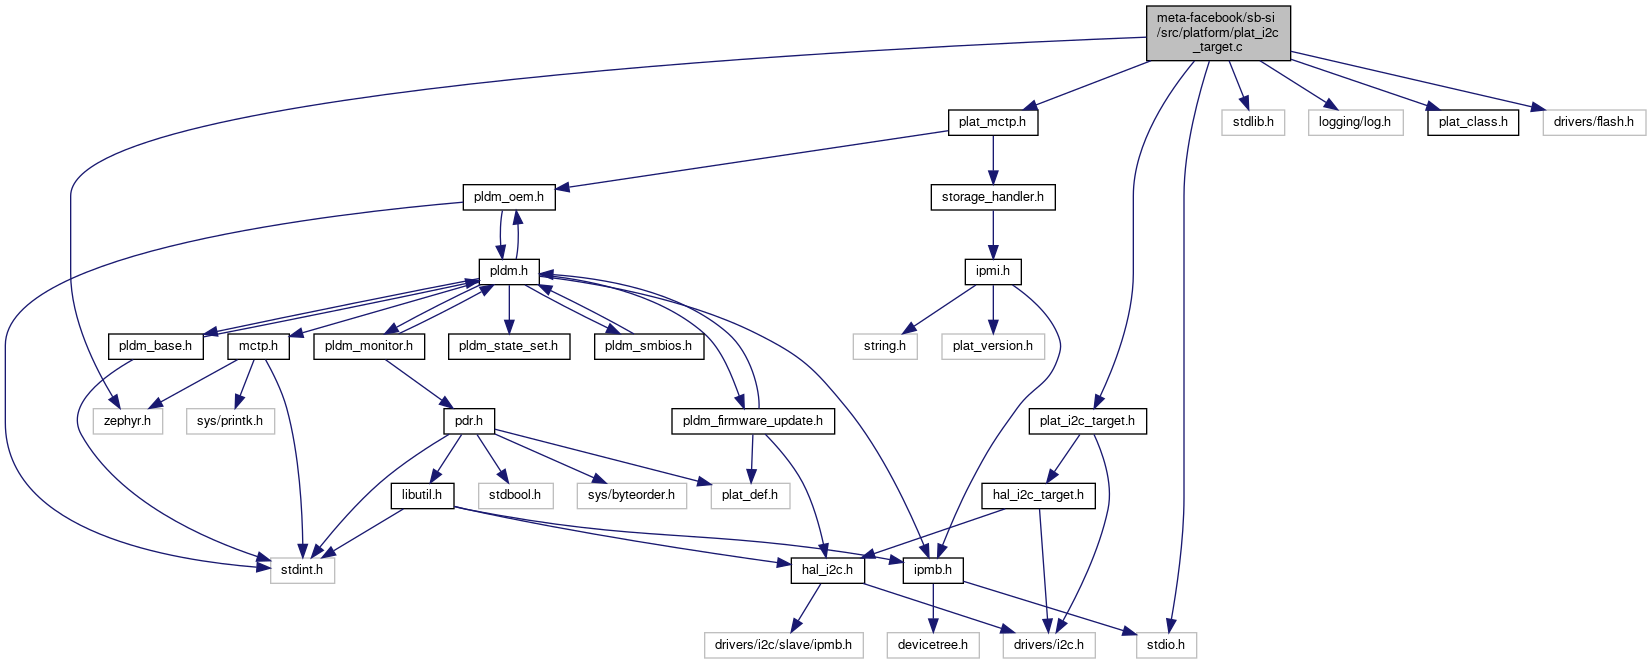 meta-facebook/sb-si
/src/platform/plat_i2c
_target.c
plat_mctp.h
stdlib.h
logging/log.h
plat_class.h
drivers/flash.h
pldm_oem.h
storage_handler.h
pldm.h
ipmi.h
pldm_base.h
mctp.h
pldm_monitor.h
pldm_state_set.h
pldm_smbios.h
string.h
plat_version.h
zephyr.h
sys/printk.h
pdr.h
pldm_firmware_update.h
plat_i2c_target.h
libutil.h
stdbool.h
sys/byteorder.h
plat_def.h
hal_i2c_target.h
stdint.h
hal_i2c.h
ipmb.h
drivers/i2c/slave/ipmb.h
devicetree.h
drivers/i2c.h
stdio.h